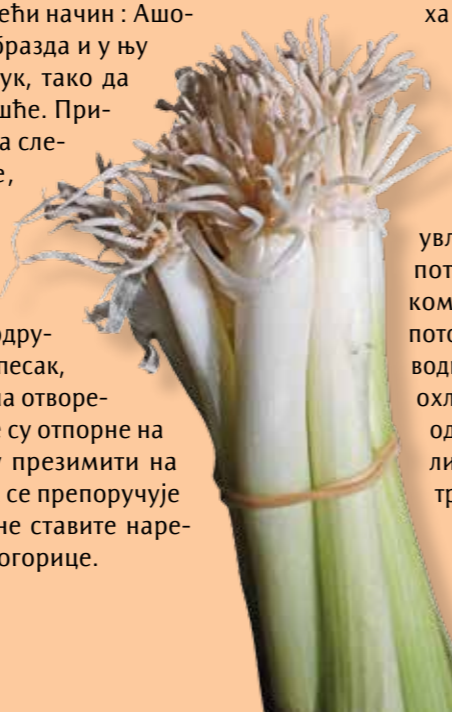 ећи начин : Ашо-
бразда и у њу
ук, тако да
шће. При-
а сле-
е,
одру-
песак,
на отворе-
е су отпорне на
у презимити на
се препоручује
не ставите наре-
огорице.
ха
увл
пот
ком
пото
води
охл
од
ли
тр